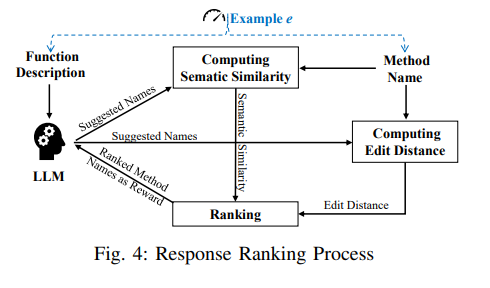 Example e
Function
Description
Computing
Sematic Similarity
Method
Name
Suggested Names
Semantic Similarity
Suggested Names
Computing
Edit Distance
LLM
Ranked Method
Names as Reward
Ranking
Edit Distance
Fig. 4: Response Ranking Process